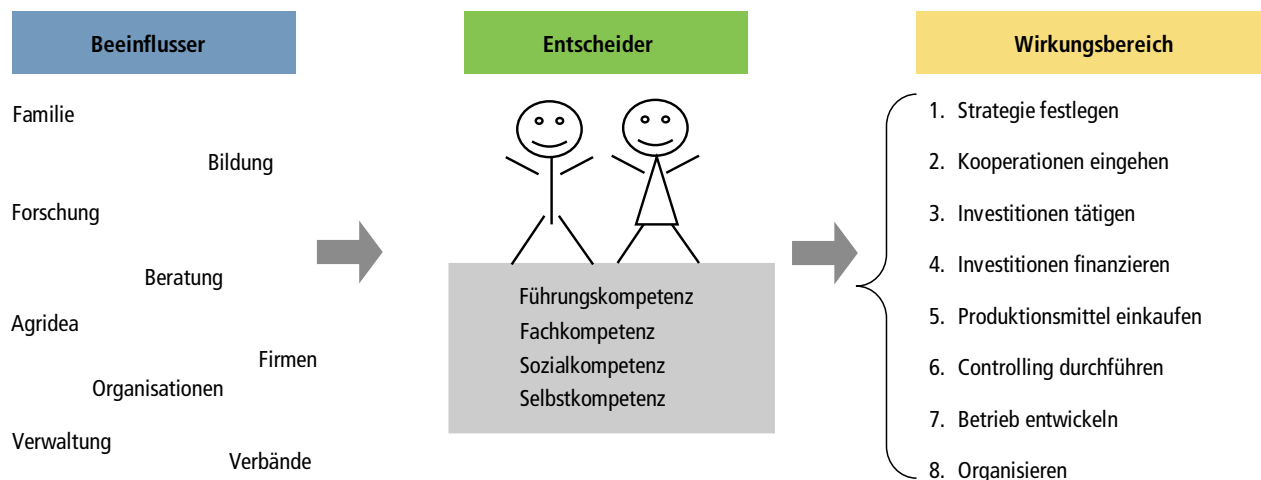 Beeinflusser
Familie
Bildung
Forschung
Beratung
Agridea
Firmen
Organisationen
Verwaltung
Verbände
Entscheider
Führungskompetenz
Fachkompetenz
Sozialkompetenz
Selbstkompetenz
Wirkungsbereich
1. Strategie festlegen
2. Kooperationen eingehen
3. Investitionen tätigen
4. Investitionen finanzieren
5. Produktionsmittel einkaufen
6. Controlling durchführen
7. Betrieb entwickeln
8. Organisieren